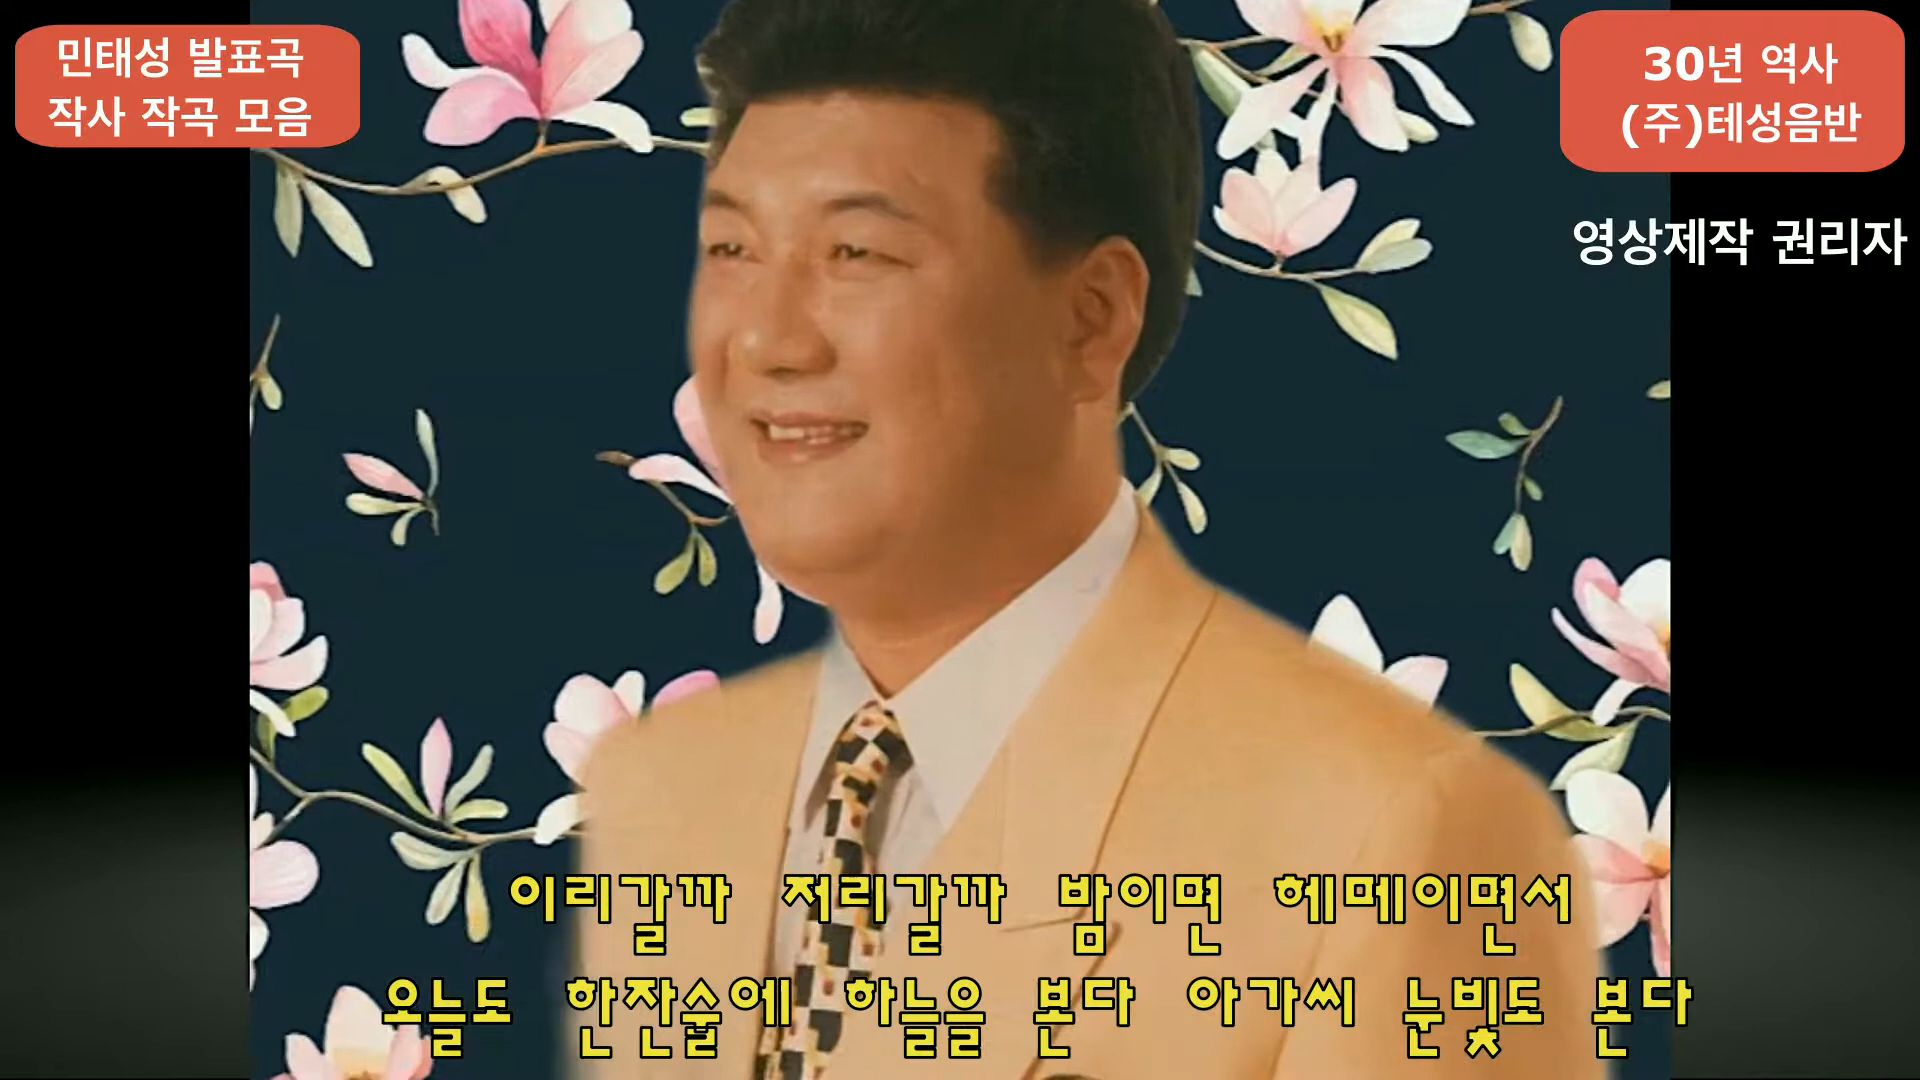 민태성 발표곡
작사 작곡 모음
30년 역사
(주)테성음반
영상제작 권리자
이리갈까 저리갈까 밤이면 헤메이면서
오늘도 한잔술에 하늘을 본다 아가씨 눈빛도 본다